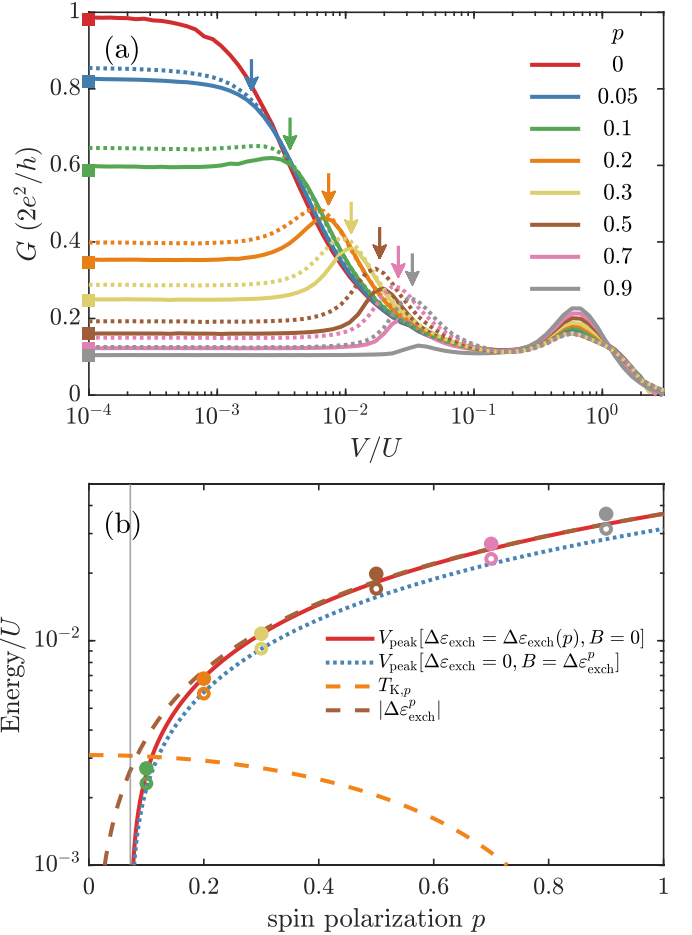 (a)
G (2e²/h)
1
0.8
0.6
0.4
0.2
0
10⁻⁴
10⁻³
10⁻²
10⁻¹
10⁰
V/U
p
0
0.05
0.1
0.2
0.3
0.5
0.7
0.9
(b)
Energy/U
10⁻²
10⁻³
V_peak[Δε_exch = Δε_exch(p), B = 0]
V_peak[Δε_exch = 0, B = Δε^p_exch]
T_K,p
|Δε^p_exch|
0
0.2
0.4
0.6
0.8
1
spin polarization p